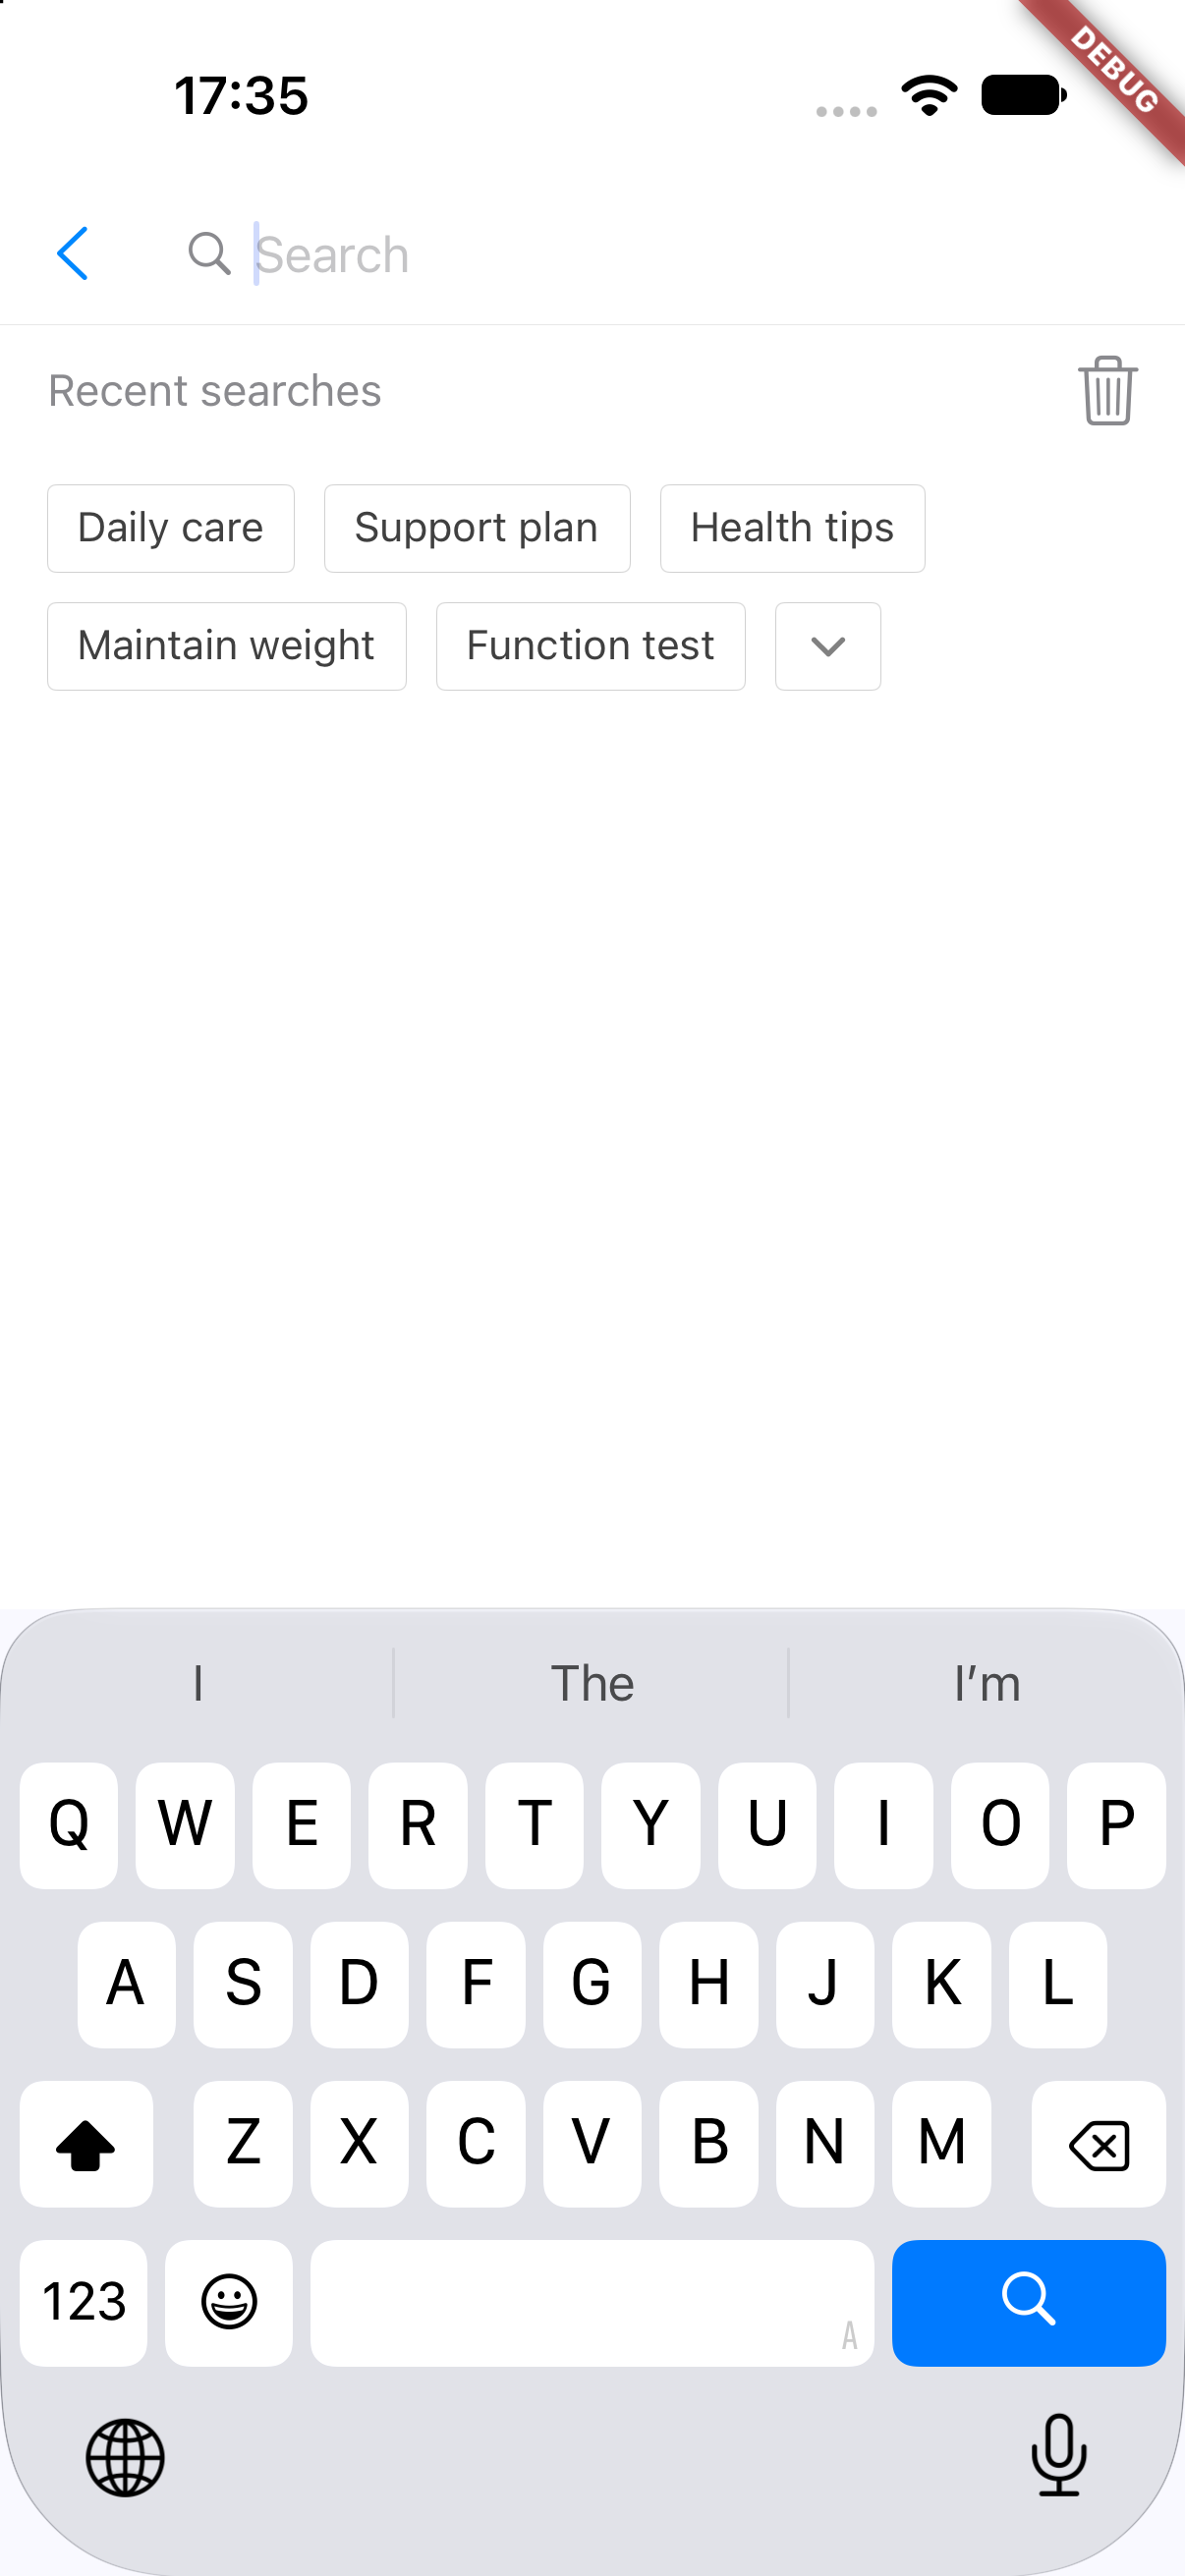 17:35
DEBUG
Search
Recent searches
Daily care Support plan Health tips
Maintain weight Function test
I The I’m
Q W E R T Y U I O P
A S D F G H J K L
Z X C V B N M
123
A